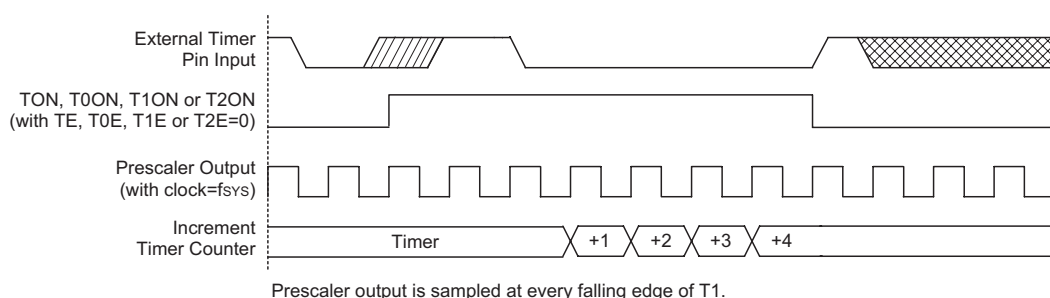 External Timer
Pin Input
TON, T0ON, T1ON or T2ON
(with TE, T0E, T1E or T2E=0)
Prescaler Output
(with clock=fSYS)
Increment
Timer Counter
Timer
+1
+2
+3
+4
Prescaler output is sampled at every falling edge of T1.